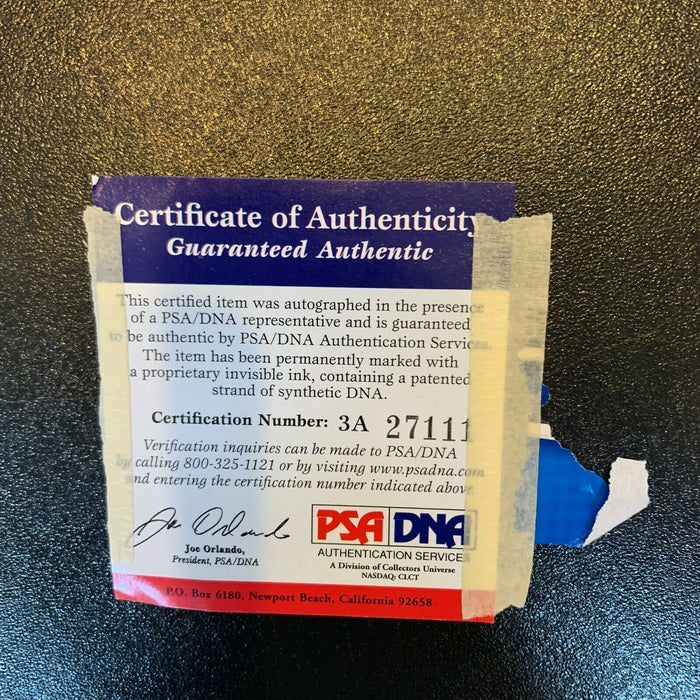 Certificate of Authenticity
Guaranteed Authentic
This certified item was autographed in the presence
of a PSA/DNA representative and is guaranteed
to be authentic by PSA/DNA Authentication Services.
The item has been permanently marked with
a proprietary invisible ink, containing a patented
strand of synthetic DNA.
Certification Number: 3A 27111
Verification inquiries can be made to PSA/DNA
by calling 800-325-1121 or by visiting www.psadna.com
and entering the certification number indicated above
Joe Orlando
Joe Orlando,
President, PSA/DNA
PSA DNA
AUTHENTICATION SERVICES
A Division of Collectors Universe
NASDAQ: CLCT
P.O. Box 6180, Newport Beach, California 92658